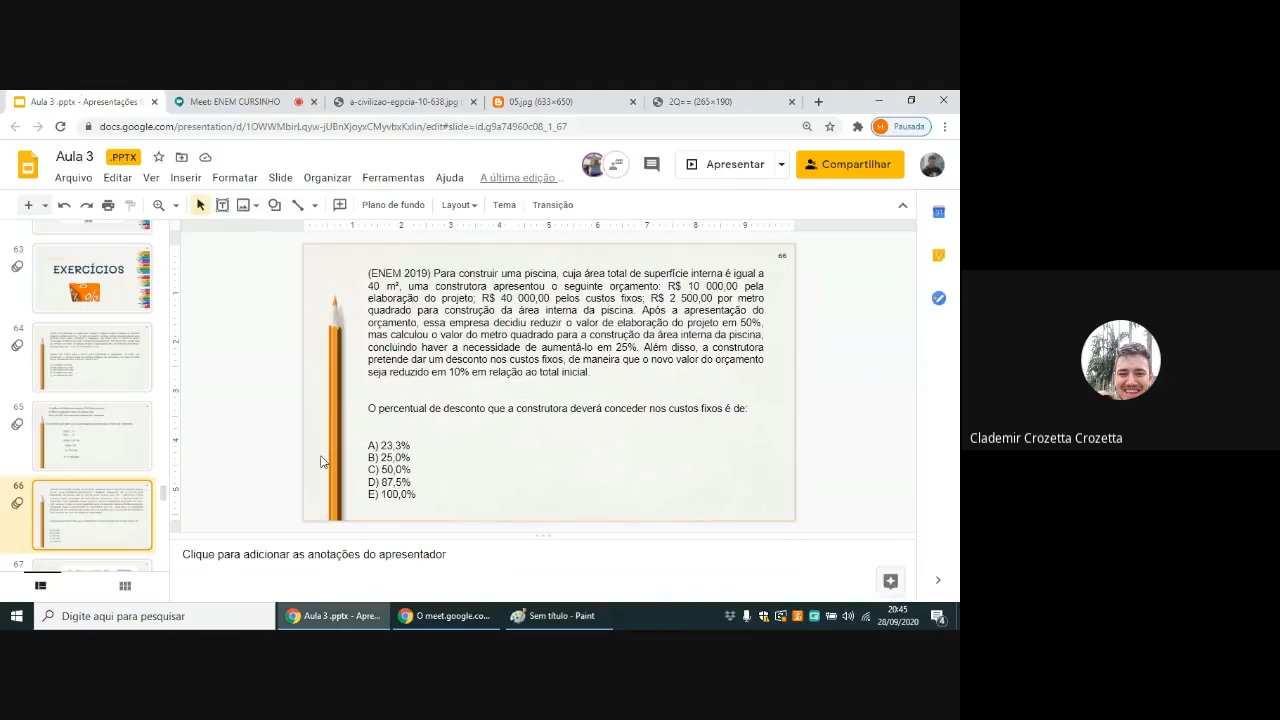 Aula 3 .pptx - Apresentações
Meet: ENEM CURSINHO
a-civilizao-egpcia-10-638.jpg
05.jpg (633×650)
2Q== (265×190)
docs.google.com/presentation/d/1OWWMbirLqyw-jUBnXjoyxCMyvbxKxlin/edit#slide=id.g9a74960c08_1_67
H Pausada
Aula 3 .PPTX
Apresentar
Compartilhar
Arquivo Editar Ver Inserir Formatar Slide Organizar Ferramentas Ajuda A última edição ...
Plano de fundo Layout Tema Transição
1 2 3 4 5 6 7 8 9
63
EXERCÍCIOS
%
64
65
66
67
66
(ENEM 2019) Para construir uma piscina, cuja área total de superfície interna é igual a
40 m², uma construtora apresentou o seguinte orçamento: R$ 10 000,00 pela
elaboração do projeto; R$ 40 000,00 pelos custos fixos; R$ 2 500,00 por metro
quadrado para construção da área interna da piscina. Após a apresentação do
orçamento, essa empresa decidiu reduzir o valor de elaboração do projeto em 50%,
mas calculou o valor do metro quadrado para a construção da área interna da piscina,
concluindo haver a necessidade de aumentá-lo em 25%. Além disso, a construtora
pretende dar um desconto nos custos fixos, de maneira que o novo valor do orçamento
seja reduzido em 10% em relação ao total inicial.
O percentual de desconto que a construtora deverá conceder nos custos fixos é de:
A) 23,3%
B) 25,0%
C) 50,0%
D) 87,5%
E) 100,0%
Clique para adicionar as anotações do apresentador
Clademir Crozetta Crozetta
Digite aqui para pesquisar
Aula 3 .pptx - Apre...
O meet.google.co...
Sem título - Paint
20:45
28/09/2020
4